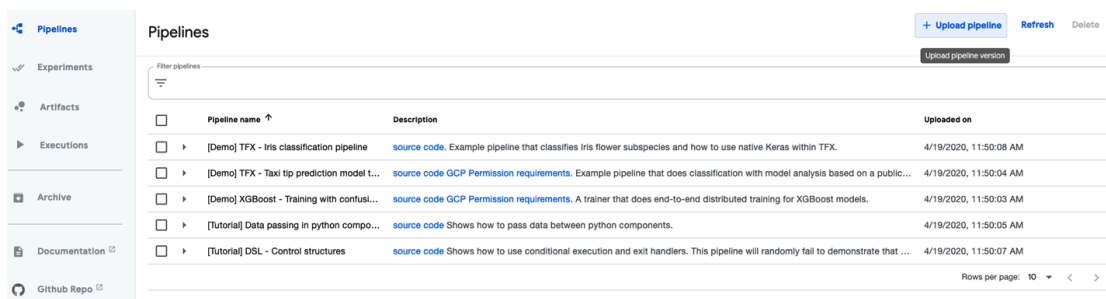 Pipelines
Experiments
Artifacts
Executions
Archive
Documentation
Github Repo
Pipelines
+ Upload pipeline Refresh Delete
Upload pipeline version
Filter pipelines
Pipeline name ↑ Description Uploaded on
[Demo] TFX - Iris classification pipeline source code. Example pipeline that classifies Iris flower subspecies and how to use native Keras within TFX. 4/19/2020, 11:50:08 AM
[Demo] TFX - Taxi tip prediction model t... source code GCP Permission requirements. Example pipeline that does classification with model analysis based on a public... 4/19/2020, 11:50:04 AM
[Demo] XGBoost - Training with confusi... source code GCP Permission requirements. A trainer that does end-to-end distributed training for XGBoost models. 4/19/2020, 11:50:03 AM
[Tutorial] Data passing in python compo... source code Shows how to pass data between python components. 4/19/2020, 11:50:05 AM
[Tutorial] DSL - Control structures source code Shows how to use conditional execution and exit handlers. This pipeline will randomly fail to demonstrate that ... 4/19/2020, 11:50:07 AM
Rows per page: 10